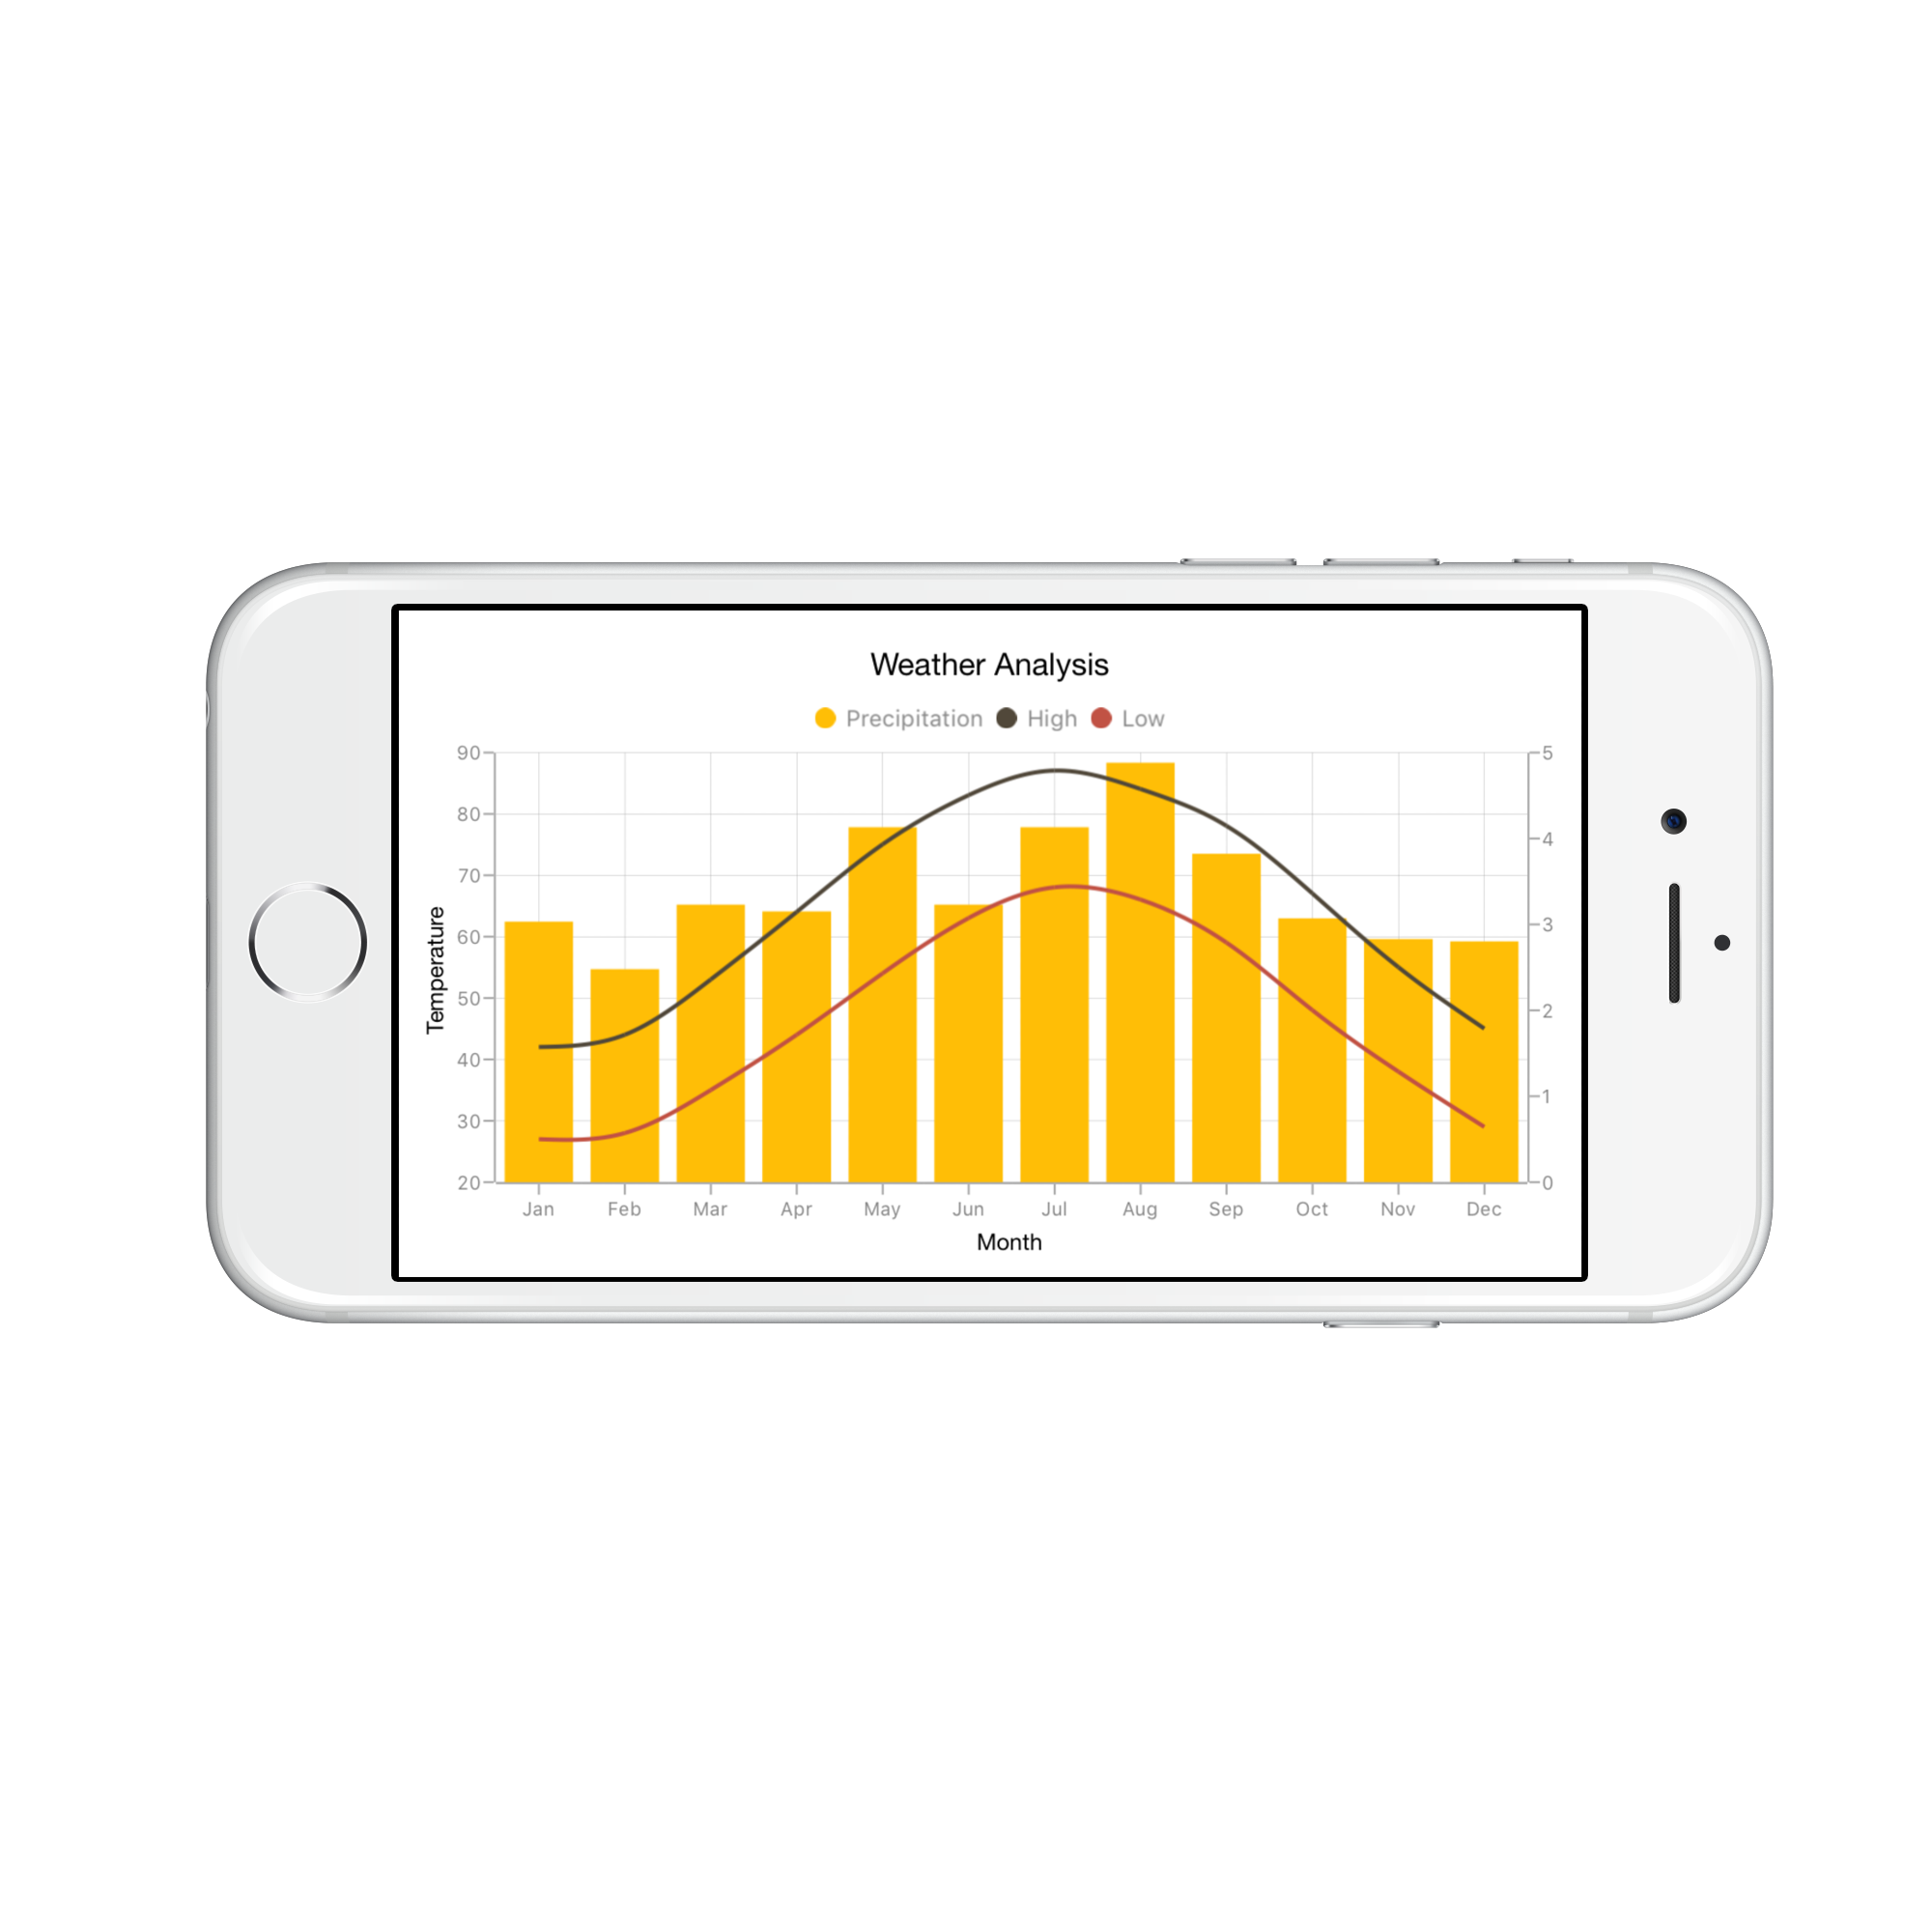 Weather Analysis
Precipitation High Low
90 5
80 4
70
60 3
50 2
40
30 1
20 0
Temperature
Jan Feb Mar Apr May Jun Jul Aug Sep Oct Nov Dec
Month